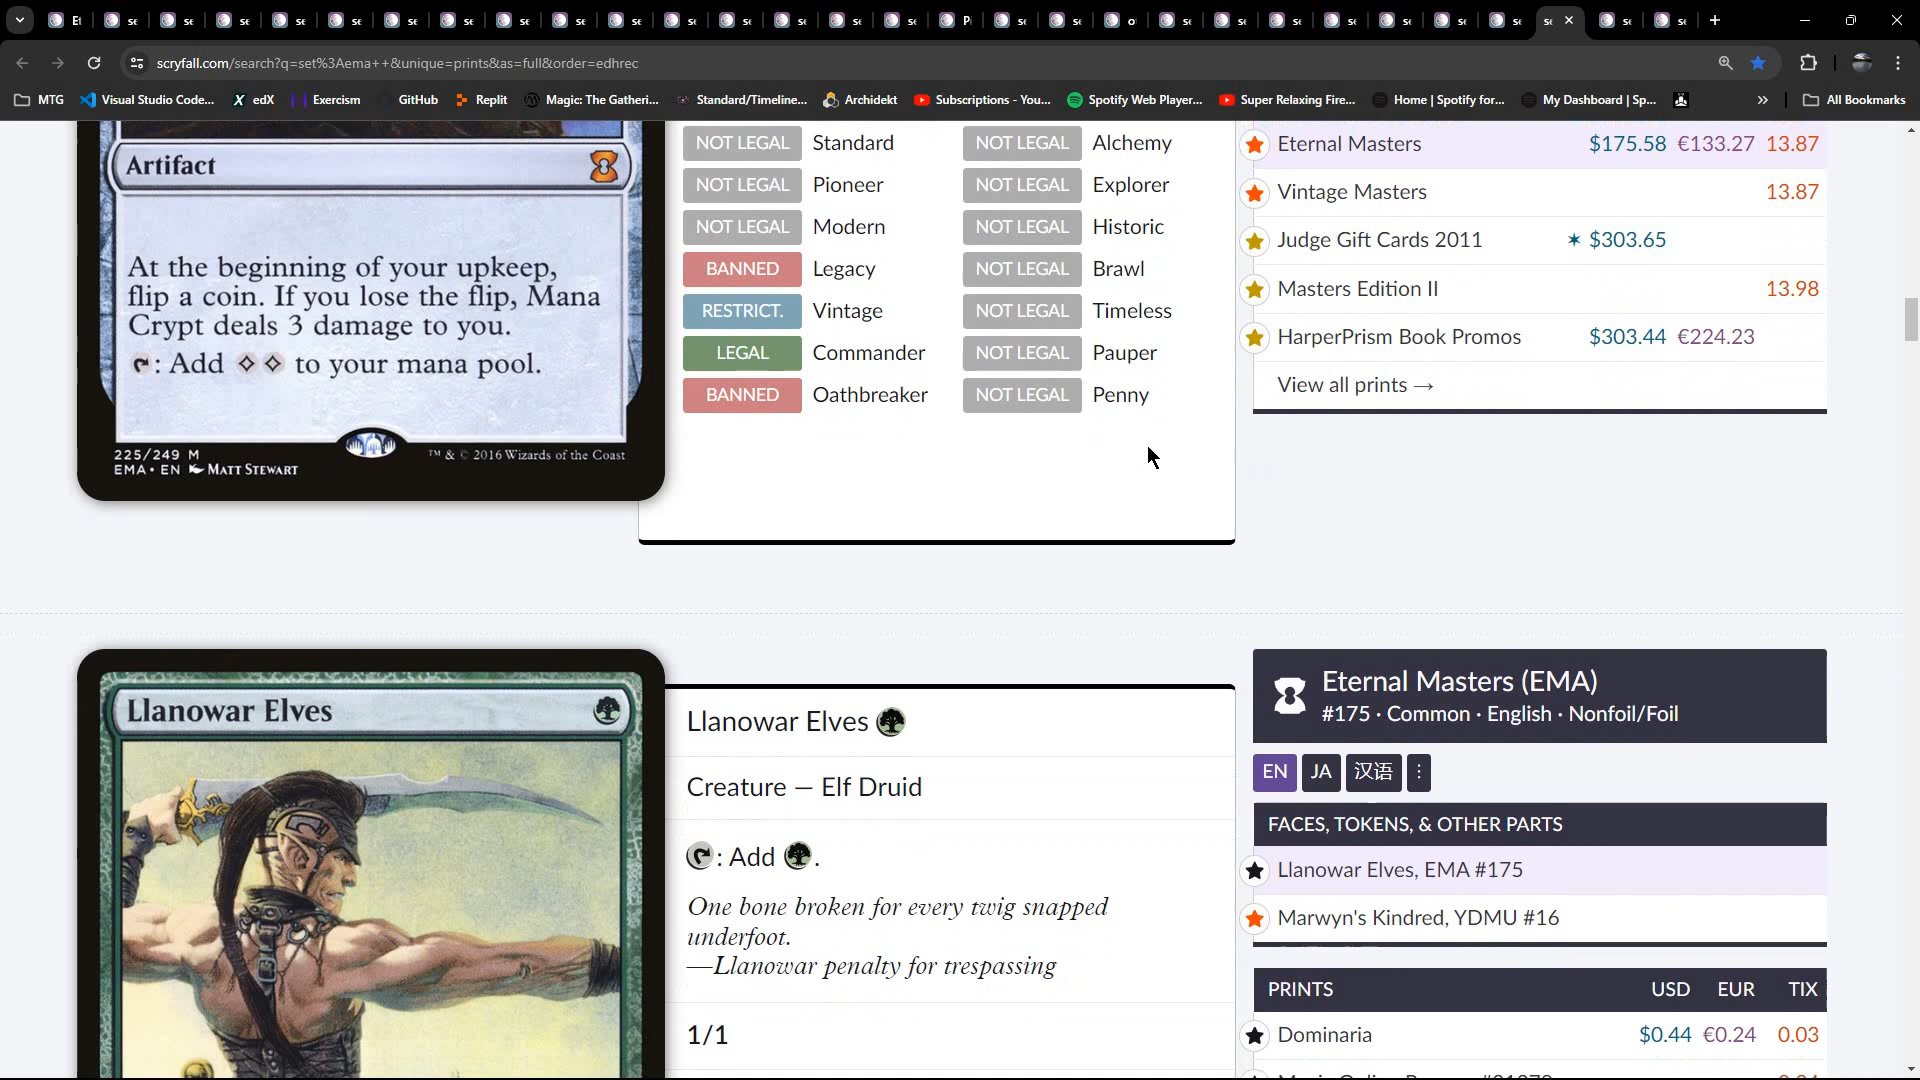 scryfall.com/search?q=set%3Aema++&unique=prints&as=full&order=edhrec
MTG
Visual Studio Code...
edX
Exercism
GitHub
Replit
Magic: The Gatheri...
Standard/Timeline...
Archidekt
Subscriptions - You...
Spotify Web Player...
Super Relaxing Fire...
Home | Spotify for...
My Dashboard | Sp...
»
All Bookmarks
Artifact
At the beginning of your upkeep,
flip a coin. If you lose the flip, Mana
Crypt deals 3 damage to you.
: Add to your mana pool.
225/249 M
EMA • EN MATT STEWART
™ & © 2016 Wizards of the Coast
NOT LEGAL Standard NOT LEGAL Alchemy
NOT LEGAL Pioneer NOT LEGAL Explorer
NOT LEGAL Modern NOT LEGAL Historic
BANNED Legacy NOT LEGAL Brawl
RESTRICT. Vintage NOT LEGAL Timeless
LEGAL Commander NOT LEGAL Pauper
BANNED Oathbreaker NOT LEGAL Penny
Eternal Masters $175.58 €133.27 13.87
Vintage Masters 13.87
Judge Gift Cards 2011 ✶ $303.65
Masters Edition II 13.98
HarperPrism Book Promos $303.44 €224.23
View all prints →
Llanowar Elves
Llanowar Elves
Creature — Elf Druid
: Add .
One bone broken for every twig snapped
underfoot.
—Llanowar penalty for trespassing
1/1
Eternal Masters (EMA)
#175 · Common · English · Nonfoil/Foil
EN JA 汉语 ⋮
FACES, TOKENS, & OTHER PARTS
Llanowar Elves, EMA #175
Marwyn's Kindred, YDMU #16
PRINTS USD EUR TIX
Dominaria $0.44 €0.24 0.03